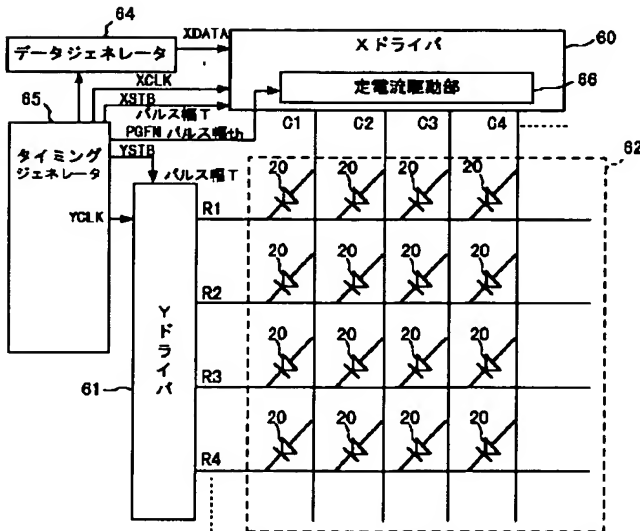 64
XDATA
データジェネレータ
Xドライバ
60
XCLK
65
XSTB
定電流駆動部
66
パルス幅T
PGFN パルス幅th
C1 C2 C3 C4
62
タイミング
ジェネレータ
YSTB
パルス幅T
20 20 20 20
YCLK
R1
20 20 20 20
R2
Yドライバ
20 20 20 20
R3
61
20 20 20 20
R4